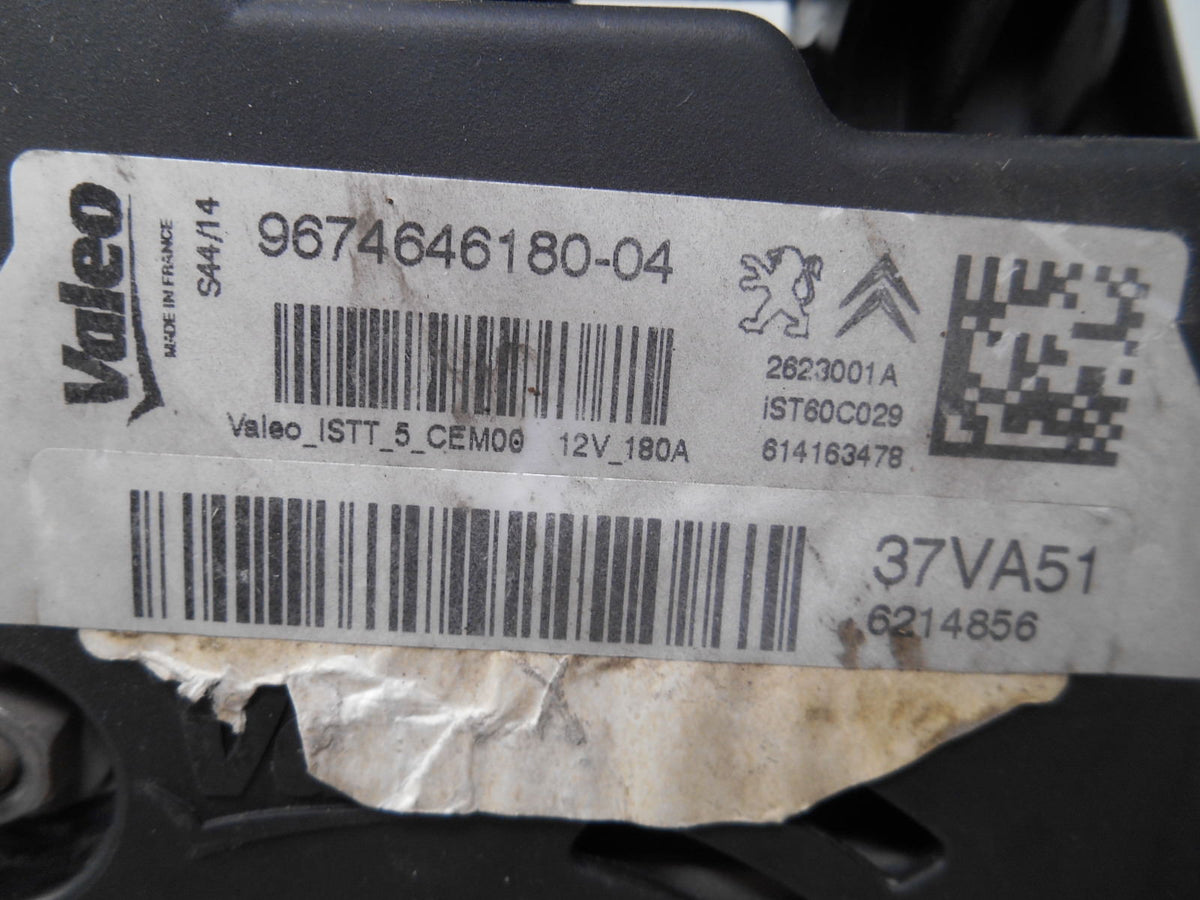 Valeo
MADE IN FRANCE
S44/14
9674646180-04
2623001A
iST60C029
614163478
Valeo_ISTT_5_CEM00 12V_180A
37VA51
6214856